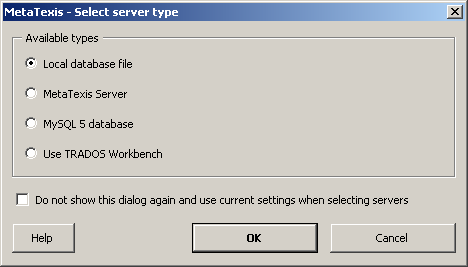 MetaTexis - Select server type
Available types
Local database file
MetaTexis Server
MySQL 5 database
Use TRADOS Workbench
Do not show this dialog again and use current settings when selecting servers
Help
OK
Cancel